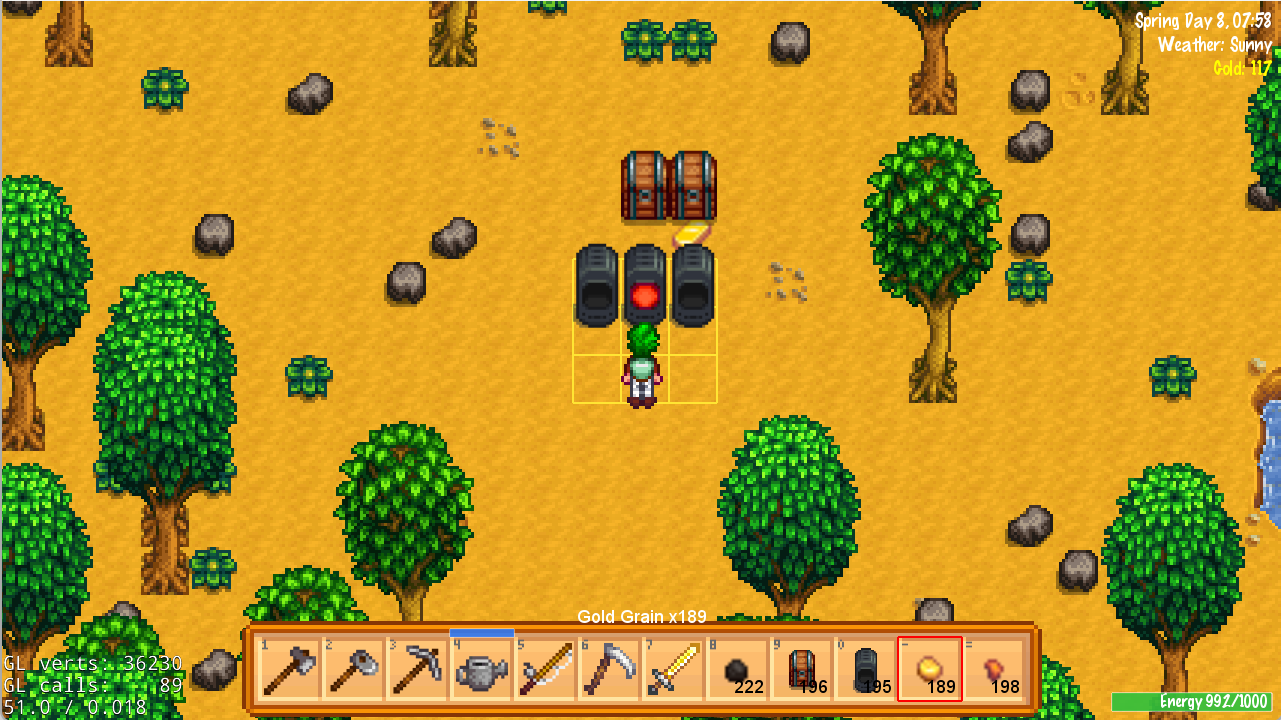 Spring Day 8, 07:58
Weather: Sunny
Gold: 117
Gold Grain x189
1 2 3 4 5 6 7 8 9 0 - =
222 196 195 189 198
GL verts: 36230
GL calls: 89
51.0 / 0.018
Energy 992/1000